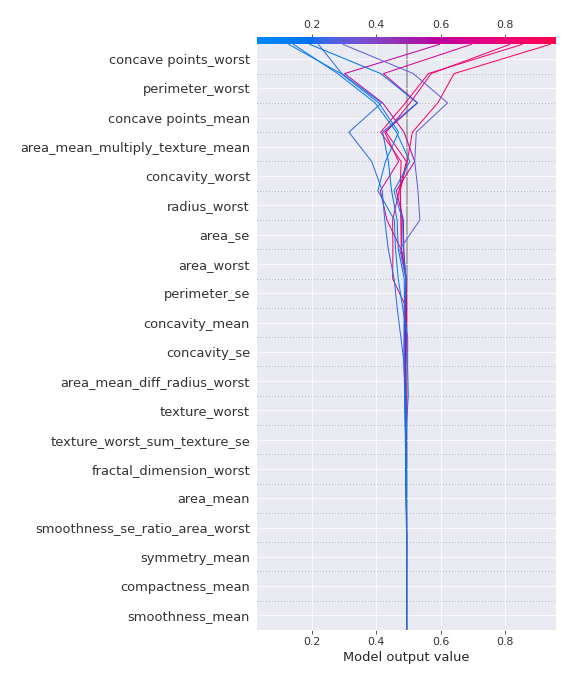 0.2 0.4 0.6 0.8
concave points_worst
perimeter_worst
concave points_mean
area_mean_multiply_texture_mean
concavity_worst
radius_worst
area_se
area_worst
perimeter_se
concavity_mean
concavity_se
area_mean_diff_radius_worst
texture_worst
texture_worst_sum_texture_se
fractal_dimension_worst
area_mean
smoothness_se_ratio_area_worst
symmetry_mean
compactness_mean
smoothness_mean
0.2 0.4 0.6 0.8
Model output value